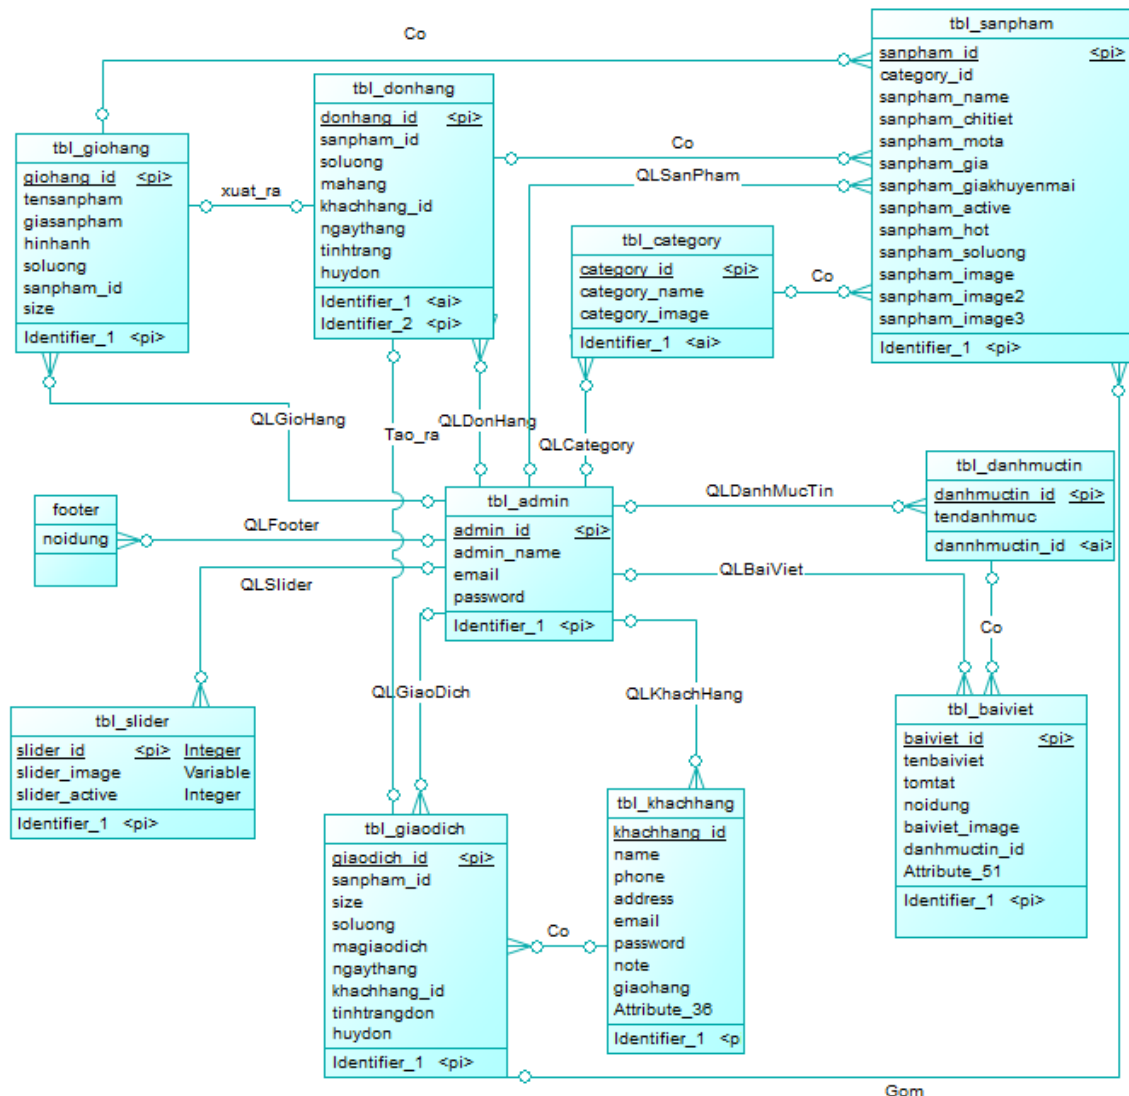 Co
tbl_sanpham
sanpham_id <pi>
category_id
sanpham_name
sanpham_chitiet
sanpham_mota
sanpham_gia
sanpham_giakhuyenmai
sanpham_active
sanpham_hot
sanpham_soluong
sanpham_image
sanpham_image2
sanpham_image3
Identifier_1 <pi>
tbl_donhang
donhang_id <pi>
sanpham_id
soluong
mahang
khachhang_id
ngaythang
tinhtrang
huydon
Identifier_1 <ai>
Identifier_2 <pi>
tbl_giohang
giohang_id <pi>
tensanpham
giasanpham
hinhanh
soluong
sanpham_id
size
Identifier_1 <pi>
xuat_ra
Co
QLSanPham
tbl_category
category_id <pi>
category_name
category_image
Identifier_1 <ai>
Co
QLGioHang
Tao_ra
QLDonHang
QLCategory
tbl_danhmuctin
danhmuctin_id <pi>
tendanhmuc
dannhmuctin_id <ai>
footer
noidung
QLFooter
tbl_admin
admin_id <pi>
admin_name
email
password
Identifier_1 <pi>
QLDanhMucTin
QLBaiViet
QLSlider
Co
QLGiaoDich
QLKhachHang
tbl_slider
slider_id <pi> Integer
slider_image Variable
slider_active Integer
Identifier_1 <pi>
tbl_baiviet
baiviet_id <pi>
tenbaiviet
tomtat
noidung
baiviet_image
danhmuctin_id
Attribute_51
Identifier_1 <pi>
tbl_giaodich
giaodich_id <pi>
sanpham_id
size
soluong
magiaodich
ngaythang
khachhang_id
tinhtrangdon
huydon
Identifier_1 <pi>
Co
tbl_khachhang
khachhang_id
name
phone
address
email
password
note
giaohang
Attribute_36
Identifier_1 <p
Gom